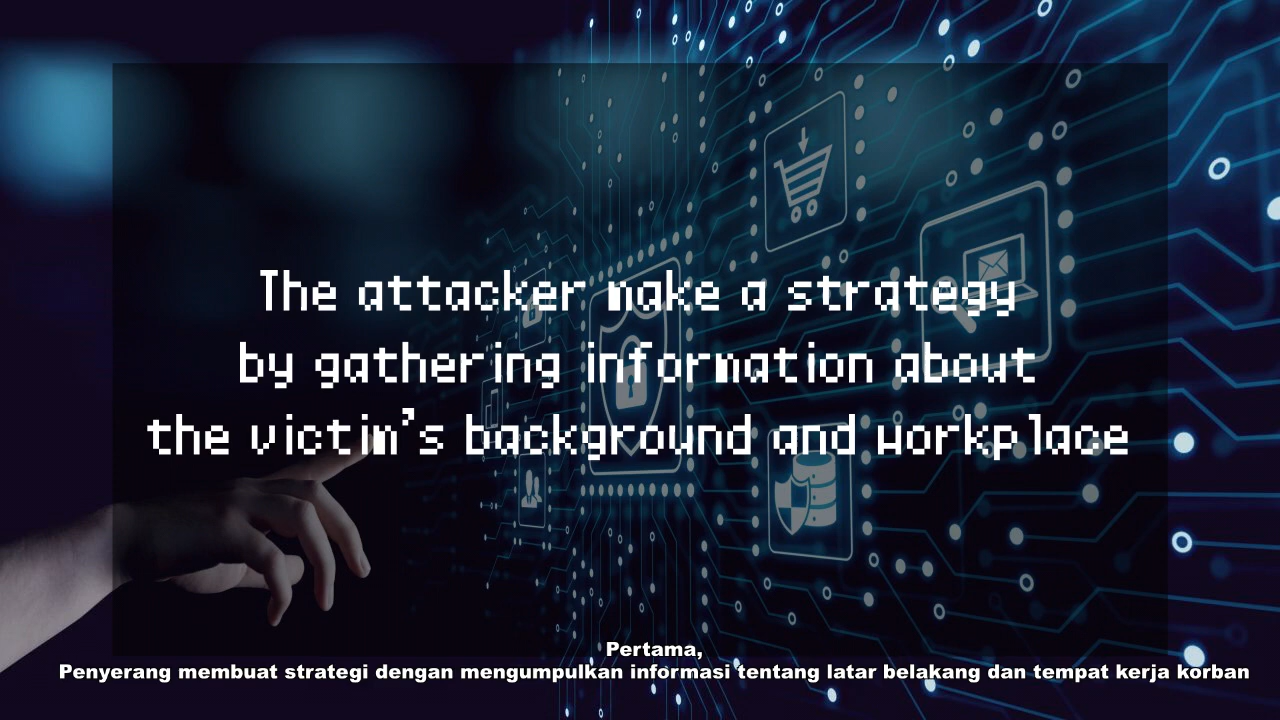 The attacker make a strategy
by gathering information about
the victim's background and workplace
Pertama,
Penyerang membuat strategi dengan mengumpulkan informasi tentang latar belakang dan tempat kerja korban